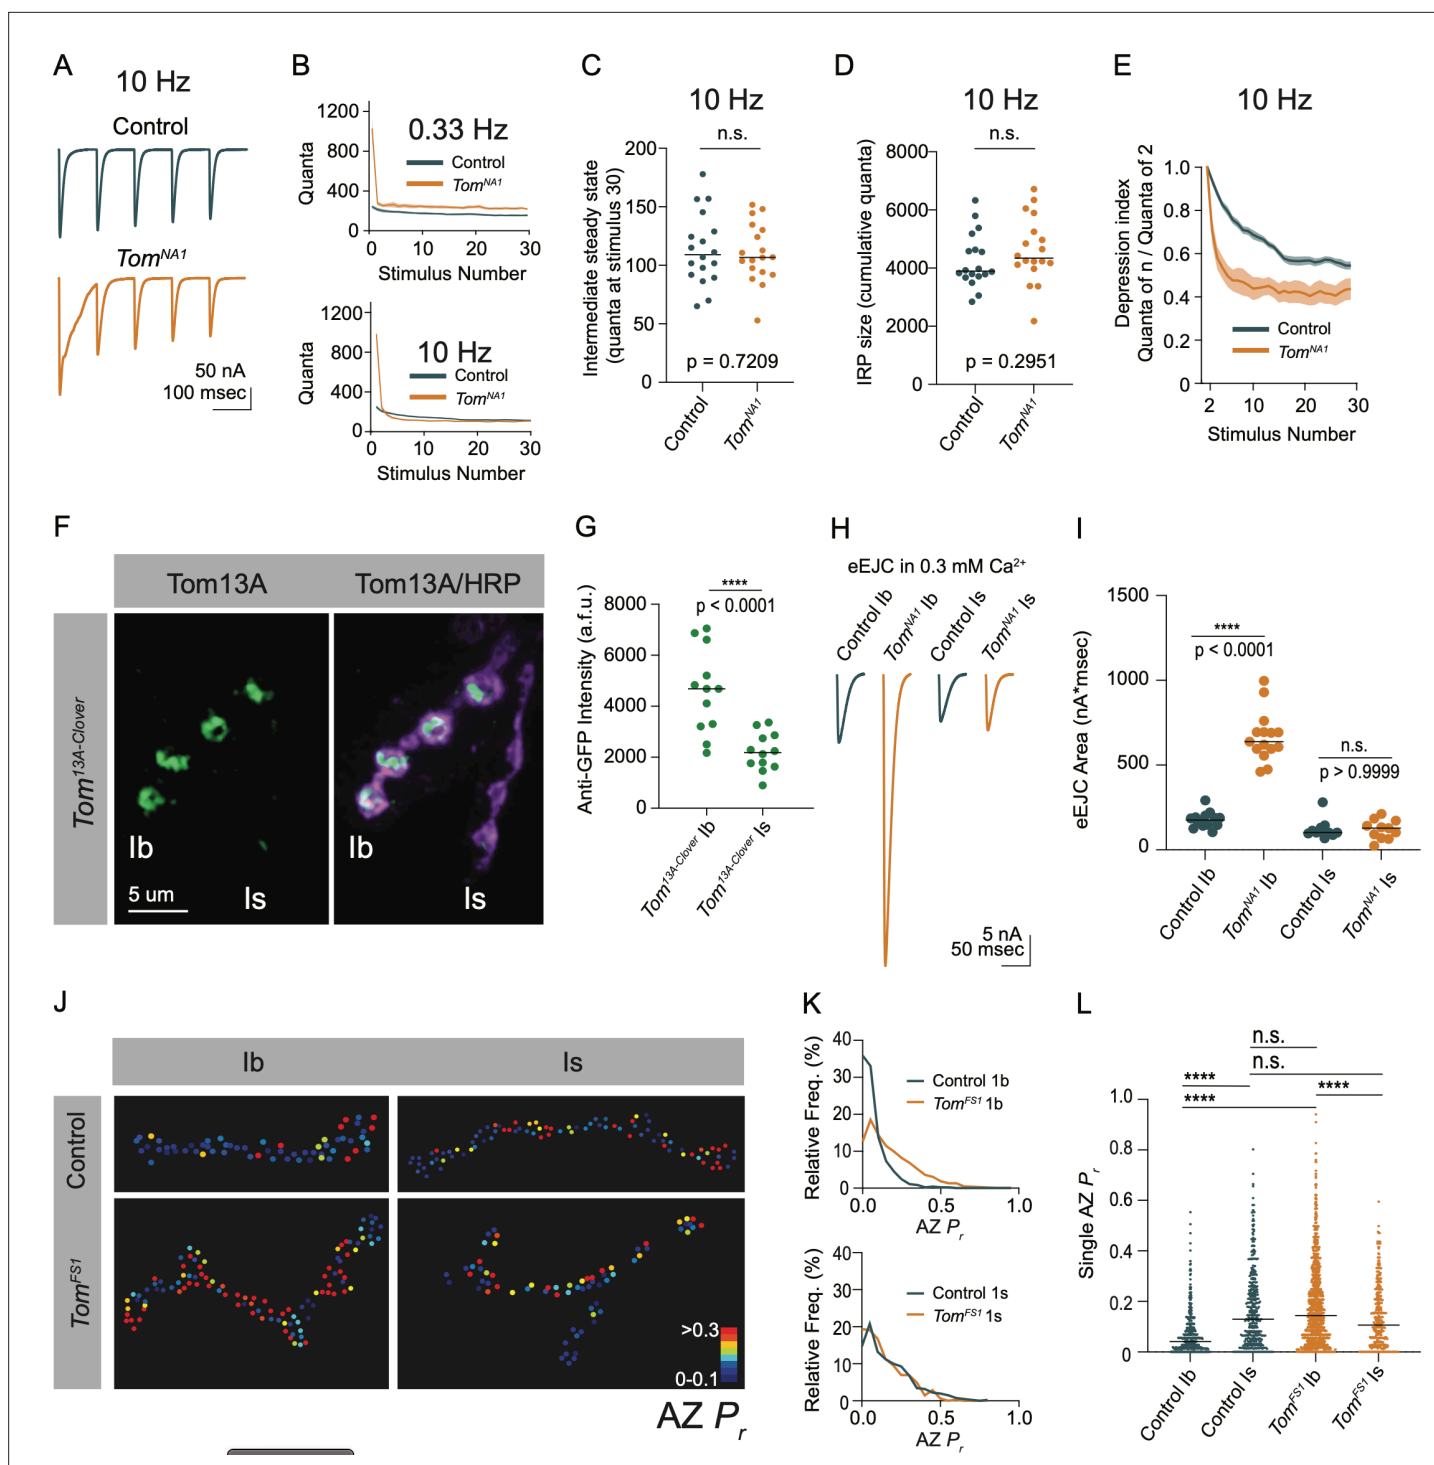 A
10 Hz
Control
Tom^NA1
50 nA
100 msec
B
1200
800
400
0
Quanta
0.33 Hz
Control
Tom^NA1
0 10 20 30
Stimulus Number
1200
800
400
0
Quanta
10 Hz
Control
Tom^NA1
0 10 20 30
Stimulus Number
C
10 Hz
n.s.
Intermediate steady state
(quanta at stimulus 30)
200
150
100
50
0
p = 0.7209
Control
Tom^NA1
D
10 Hz
n.s.
IRP size (cumulative quanta)
8000
6000
4000
2000
0
p = 0.2951
Control
Tom^NA1
E
10 Hz
Depression index
Quanta of n / Quanta of 2
1.0
0.8
0.6
0.4
0.2
0
Control
Tom^NA1
2 10 20 30
Stimulus Number
F
Tom13A
Tom13A/HRP
Tom^13A-Clover
Ib
Is
5 um
Ib
Is
G
****
p < 0.0001
Anti-GFP Intensity (a.f.u.)
8000
6000
4000
2000
0
Tom^13A-Clover Ib
Tom^13A-Clover Is
H
eEJC in 0.3 mM Ca²⁺
Control Ib
Tom^NA1 Ib
Control Is
Tom^NA1 Is
5 nA
50 msec
I
eEJC Area (nA*msec)
1500
1000
500
0
****
p < 0.0001
n.s.
p > 0.9999
Control Ib
Tom^NA1 Ib
Control Is
Tom^NA1 Is
J
Ib
Is
Control
Tom^FS1
>0.3
0-0.1
AZ P_r
K
Relative Freq. (%)
40
30
20
10
0
Control 1b
Tom^FS1 1b
0.0 0.5 1.0
AZ P_r
Relative Freq. (%)
40
30
20
10
0
Control 1s
Tom^FS1 1s
0.0 0.5 1.0
AZ P_r
L
n.s.
n.s.
****
****
****
Single AZ P_r
1.0
0.8
0.6
0.4
0.2
0
Control Ib
Control Is
Tom^FS1 Ib
Tom^FS1 Is